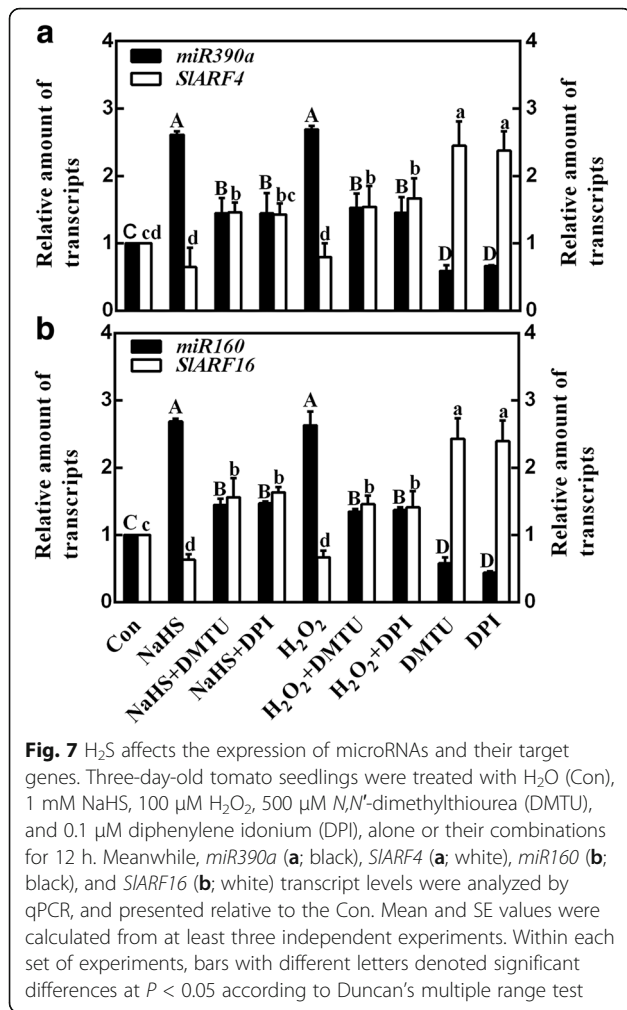 a
miR390a
SlARF4
Relative amount of
transcripts
4
3
2
1
0
4
3
2
1
0
Relative amount of
transcripts
C cd
A
d
B b
B bc
A
d
B b
B b
D
a
D
a
b
miR160
SlARF16
Relative amount of
transcripts
4
3
2
1
0
4
3
2
1
0
Relative amount of
transcripts
C c
A
d
B b
B b
A
d
B b
B b
D
a
D
a
Con
NaHS
NaHS+DMTU
NaHS+DPI
H₂O₂
H₂O₂+DMTU
H₂O₂+DPI
DMTU
DPI
Fig. 7 H₂S affects the expression of microRNAs and their target
genes. Three-day-old tomato seedlings were treated with H₂O (Con),
1 mM NaHS, 100 μM H₂O₂, 500 μM N,N′-dimethylthiourea (DMTU),
and 0.1 μM diphenylene idonium (DPI), alone or their combinations
for 12 h. Meanwhile, miR390a (a; black), SlARF4 (a; white), miR160 (b;
black), and SlARF16 (b; white) transcript levels were analyzed by
qPCR, and presented relative to the Con. Mean and SE values were
calculated from at least three independent experiments. Within each
set of experiments, bars with different letters denoted significant
differences at P < 0.05 according to Duncan's multiple range test